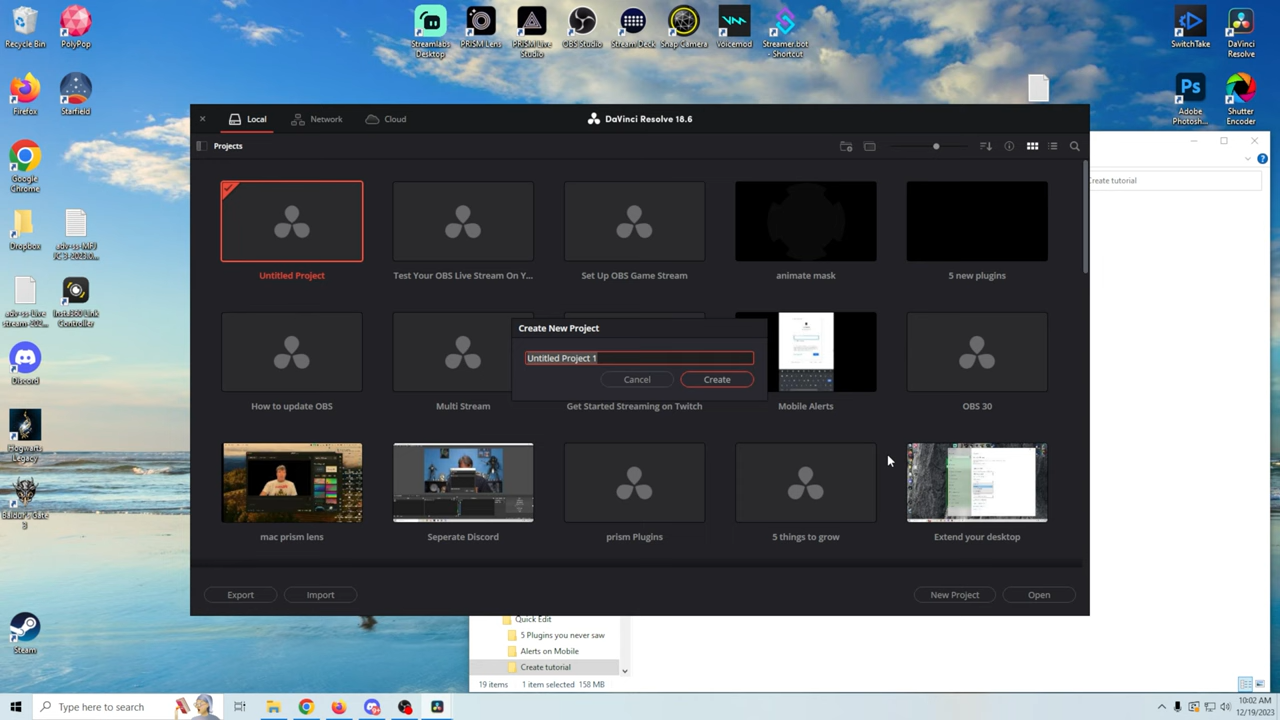 Recycle Bin
PolyPop
Streamlabs Desktop
PRISM Lens
PRISM Live Studio
OBS Studio
Stream Deck
Snap Camera
Voicemod
Streamer.bot - Shortcut
SwitchTake
DaVinci Resolve
Firefox
Starfield
Ps
Adobe Photosh...
Shutter Encoder
Google Chrome
Dropbox
Insta360 Link Controller
Discord
Hogwarts Legacy
Steam
Local
Network
Cloud
DaVinci Resolve 18.6
Projects
Untitled Project
Test Your OBS Live Stream On Y...
Set Up OBS Game Stream
animate mask
5 new plugins
Create New Project
Untitled Project 1
Cancel
Create
How to update OBS
Multi Stream
Get Started Streaming on Twitch
Mobile Alerts
OBS 30
mac prism lens
Seperate Discord
prism Plugins
5 things to grow
Extend your desktop
Export
Import
New Project
Open
Create tutorial
Quick Edit
5 Plugins you never saw
Alerts on Mobile
Create tutorial
19 items
1 item selected 158 MB
Type here to search
10:02 AM
12/19/2023